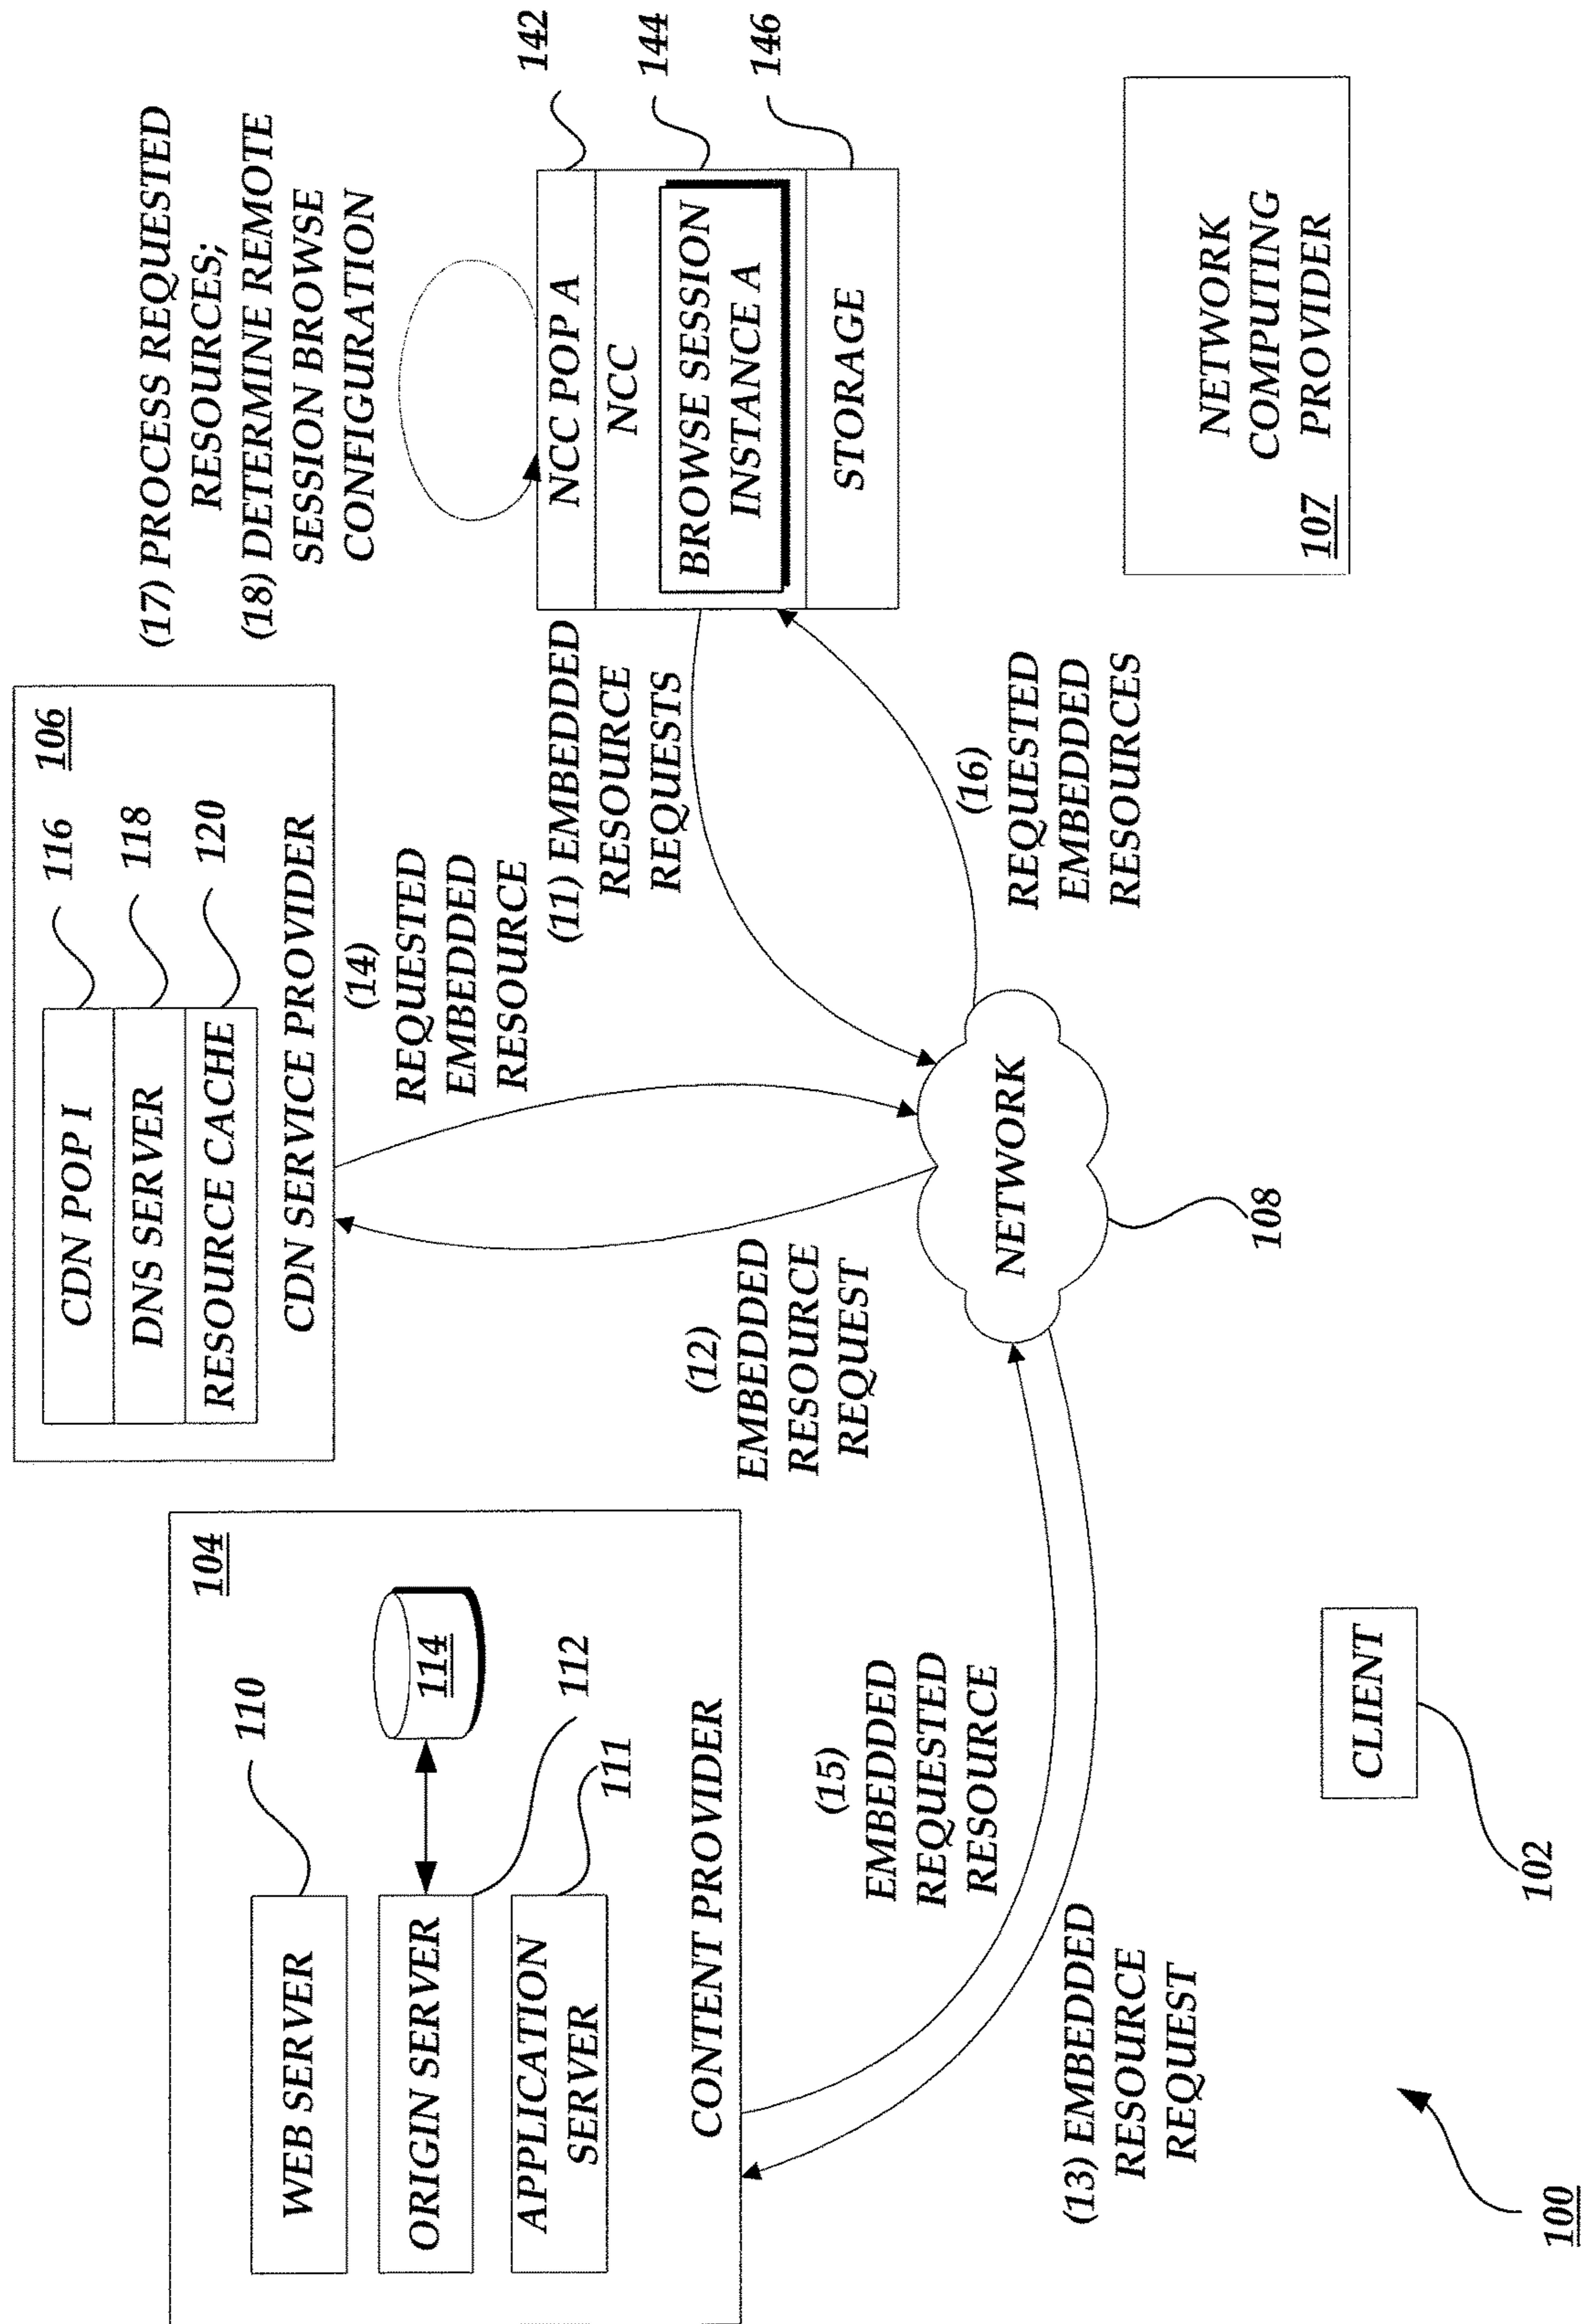 104
WEB SERVER
110
ORIGIN SERVER
114
112
APPLICATION
SERVER
111
CONTENT PROVIDER
106
CDN POP I
116
DNS SERVER
118
RESOURCE CACHE
120
CDN SERVICE PROVIDER
(17) PROCESS REQUESTED
RESOURCES;
(18) DETERMINE REMOTE
SESSION BROWSE
CONFIGURATION
NCC POP A
142
NCC
BROWSE SESSION
INSTANCE A
144
STORAGE
146
(14)
REQUESTED
EMBEDDED
RESOURCE
(11) EMBEDDED
RESOURCE
REQUESTS
(12)
EMBEDDED
RESOURCE
REQUEST
(16)
REQUESTED
EMBEDDED
RESOURCES
(15)
EMBEDDED
REQUESTED
RESOURCE
NETWORK
108
(13) EMBEDDED
RESOURCE
REQUEST
NETWORK
COMPUTING
PROVIDER
107
CLIENT
102
100